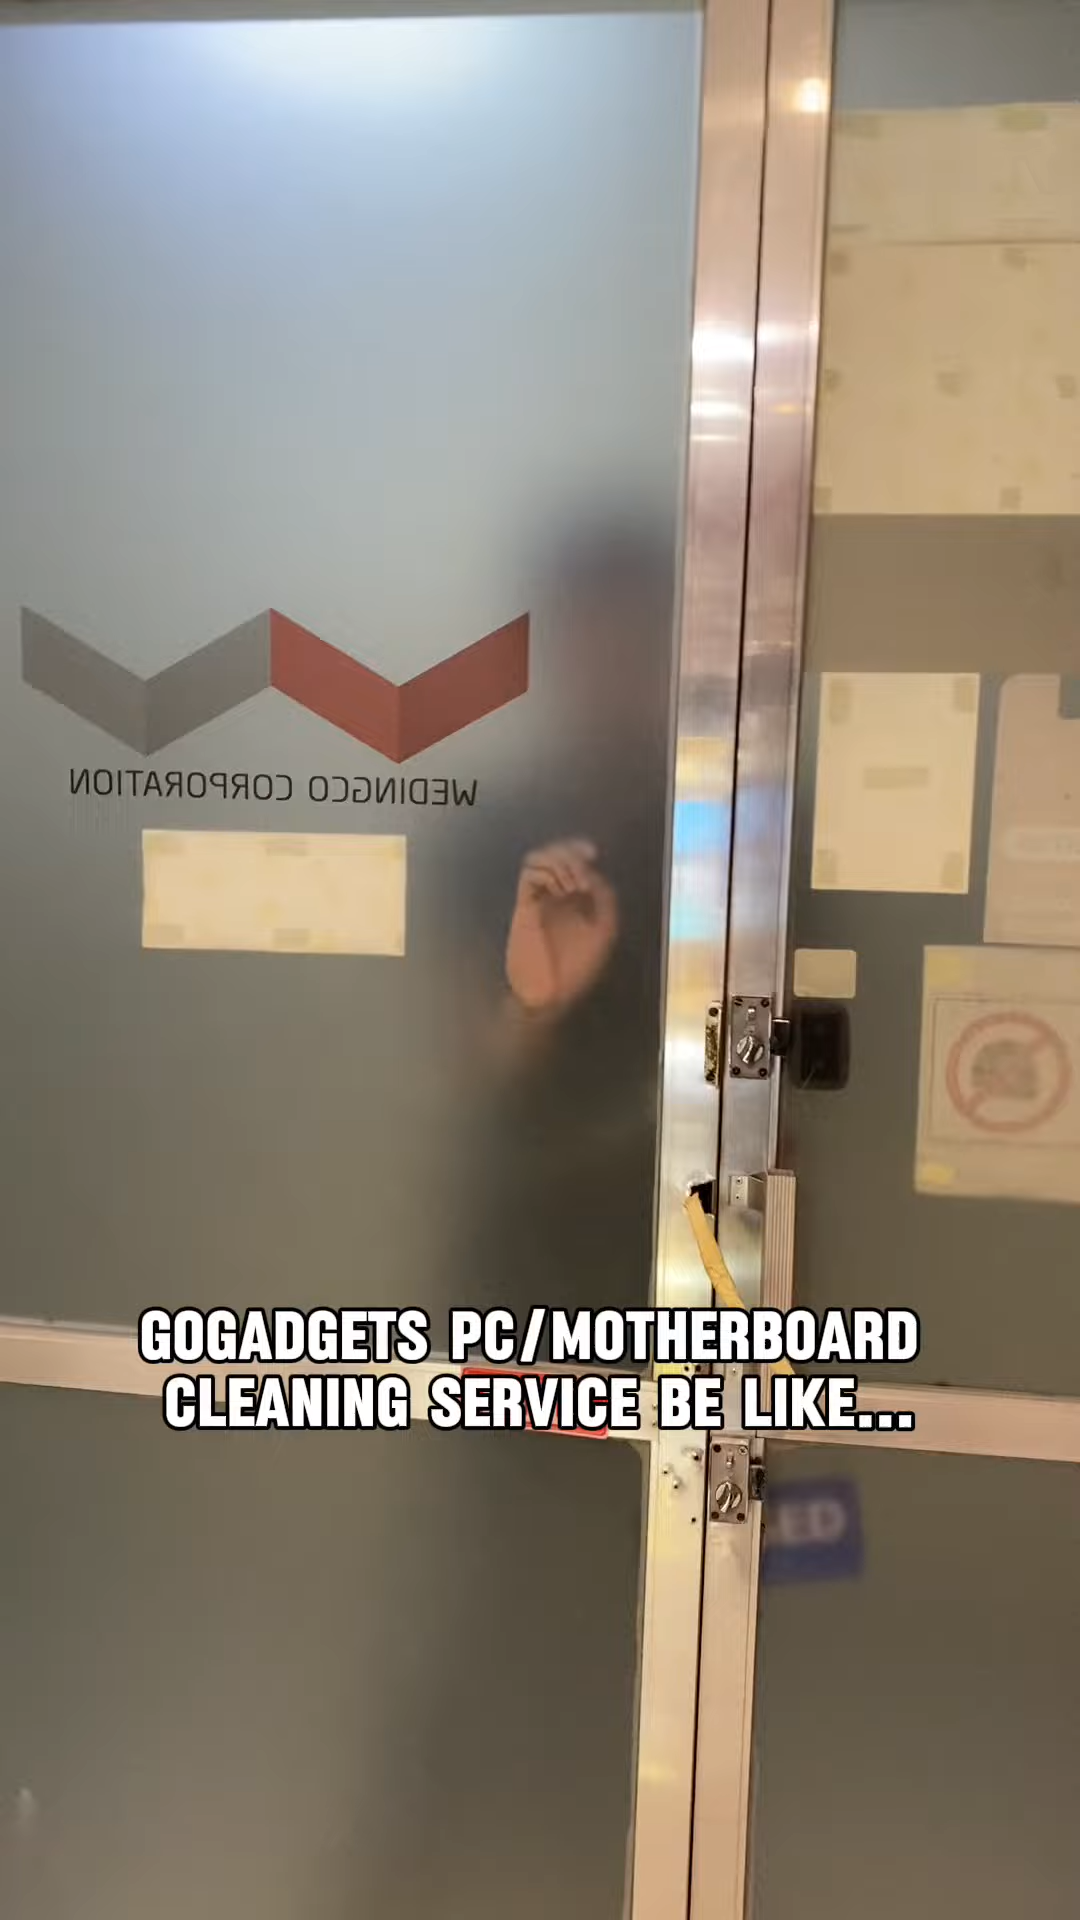 WEDINGCO CORPORATION
GOGADGETS PC/MOTHERBOARD
CLEANING SERVICE BE LIKE...